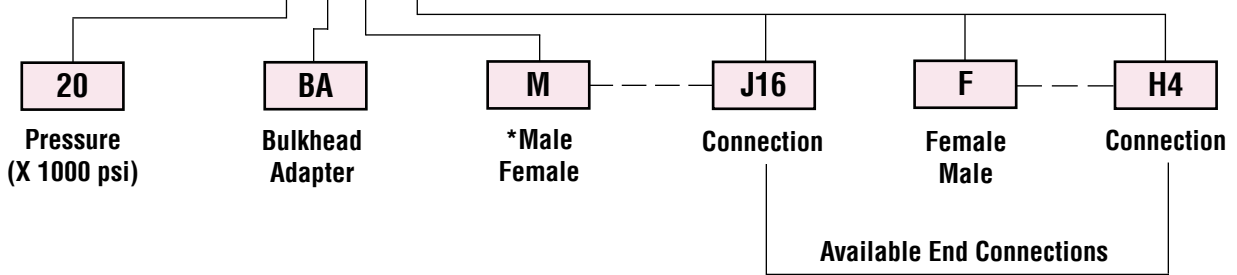 20 BA M J16 F H4
Pressure Bulkhead *Male Connection Female Connection
(X 1000 psi) Adapter Female Male
Available End Connections